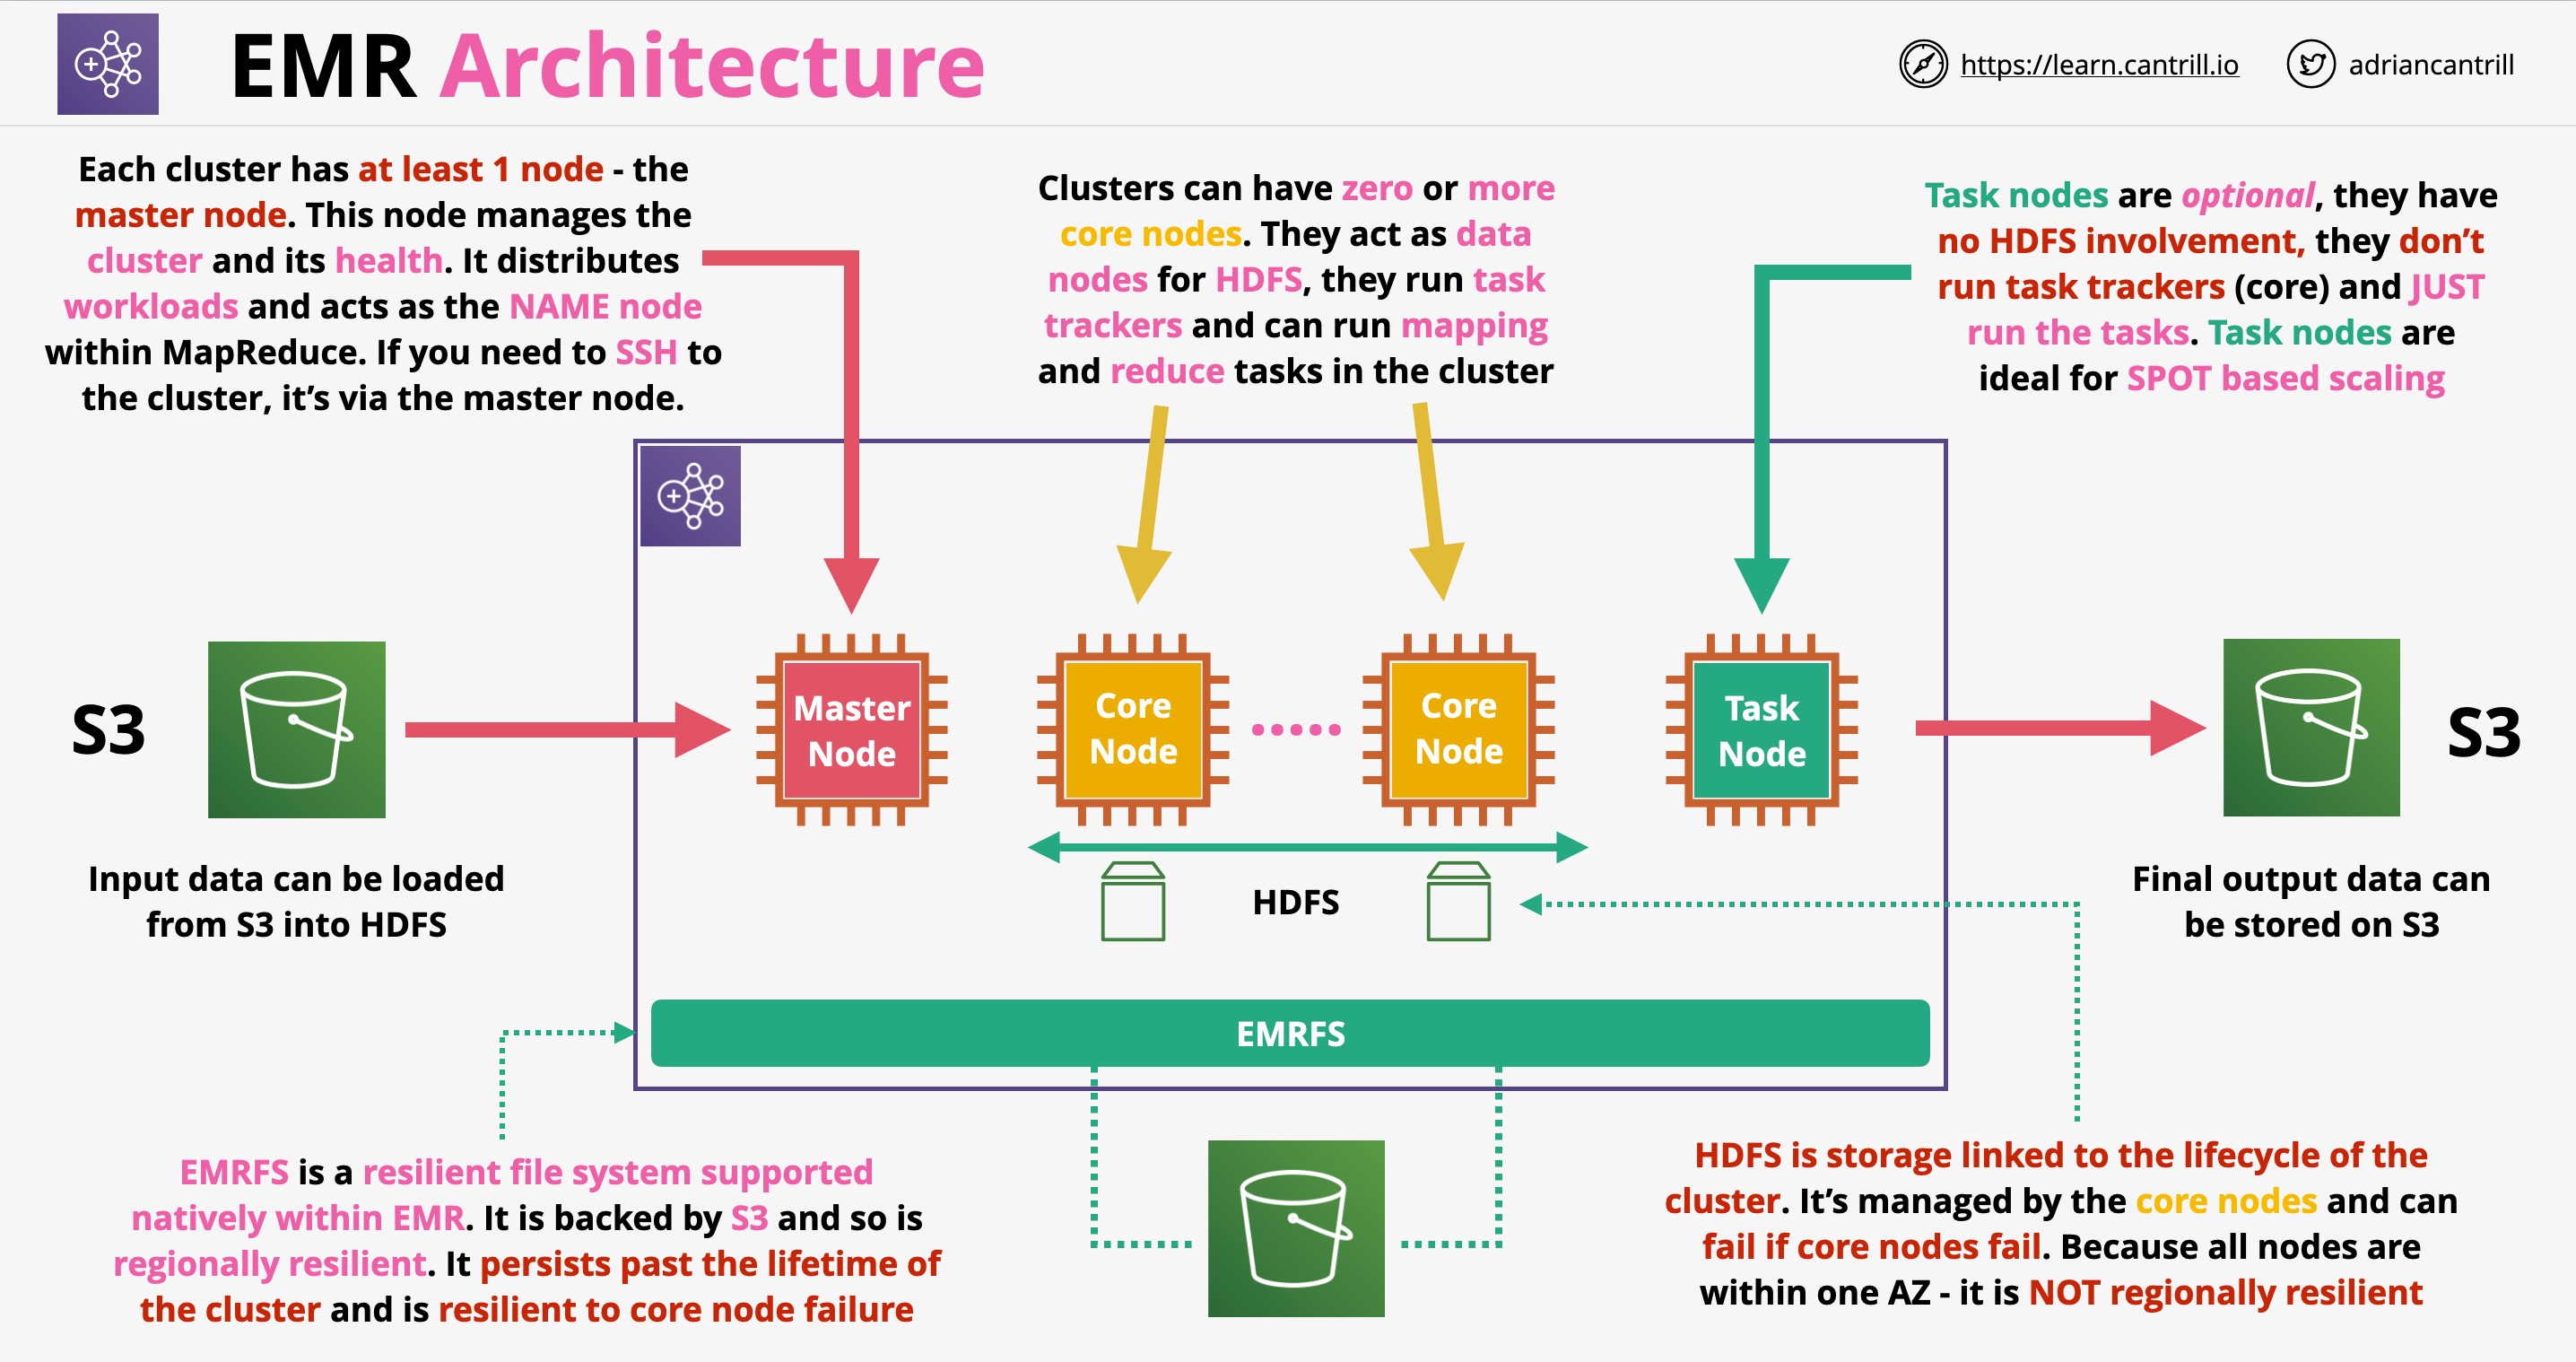 EMR Architecture
https://learn.cantrill.io
adriancantrill
Each cluster has at least 1 node - the
master node. This node manages the
cluster and its health. It distributes
workloads and acts as the NAME node
within MapReduce. If you need to SSH to
the cluster, it’s via the master node.
Clusters can have zero or more
core nodes. They act as data
nodes for HDFS, they run task
trackers and can run mapping
and reduce tasks in the cluster
Task nodes are optional, they have
no HDFS involvement, they don’t
run task trackers (core) and JUST
run the tasks. Task nodes are
ideal for SPOT based scaling
S3
Master
Node
Core
Node
Core
Node
Task
Node
S3
Input data can be loaded
from S3 into HDFS
HDFS
Final output data can
be stored on S3
EMRFS
EMRFS is a resilient file system supported
natively within EMR. It is backed by S3 and so is
regionally resilient. It persists past the lifetime of
the cluster and is resilient to core node failure
HDFS is storage linked to the lifecycle of the
cluster. It’s managed by the core nodes and can
fail if core nodes fail. Because all nodes are
within one AZ - it is NOT regionally resilient